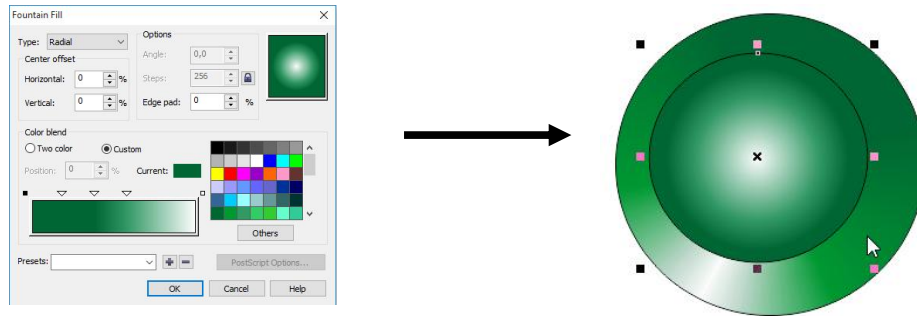 Fountain Fill
Type: Radial
Options
Angle: 0,0
Steps: 256
Edge pad: 0 %
Center offset
Horizontal: 0 %
Vertical: 0 %
Color blend
Two color Custom
Position: 0 % Current:
Others
Presets: PostScript Options...
OK Cancel Help